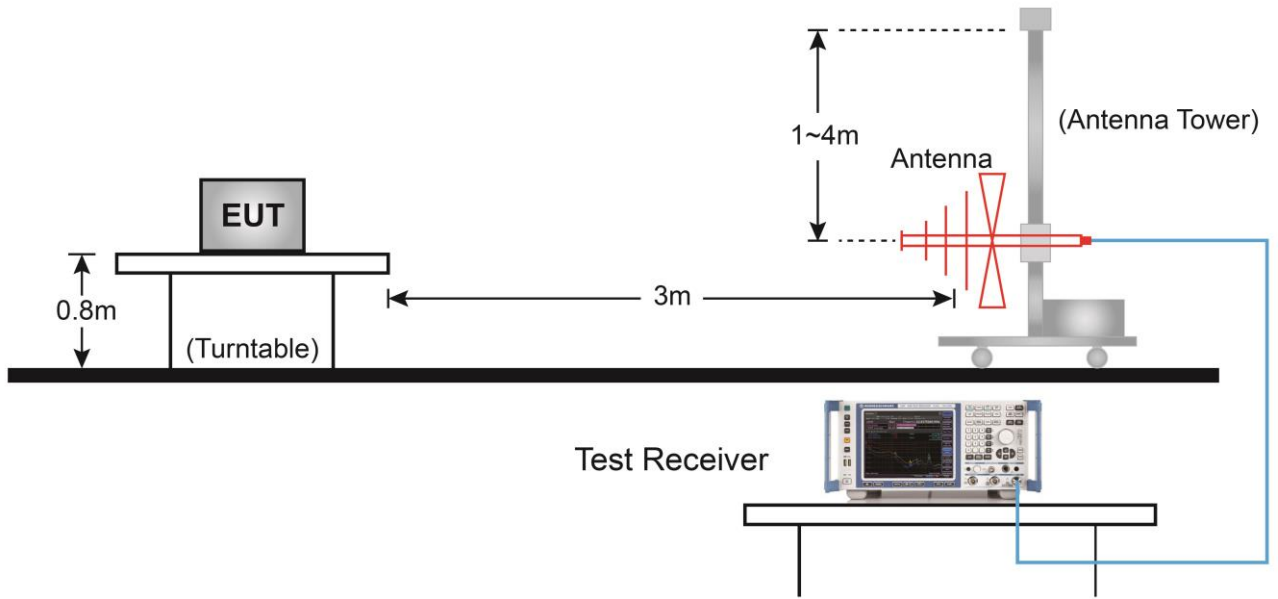 1~4m
(Antenna Tower)
Antenna
EUT
3m
0.8m
(Turntable)
Test Receiver